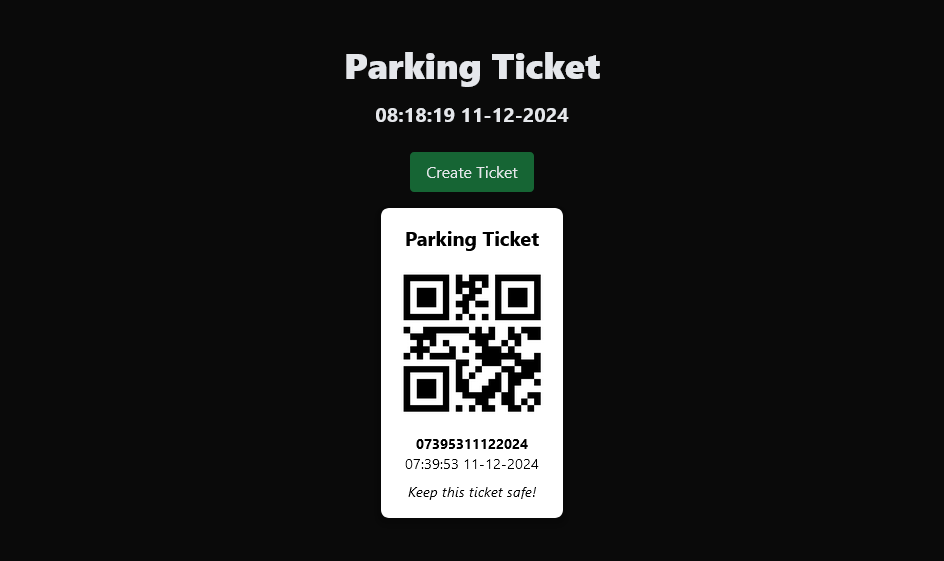 Parking Ticket
08:18:19 11-12-2024
Create Ticket
Parking Ticket
07395311122024
07:39:53 11-12-2024
Keep this ticket safe!